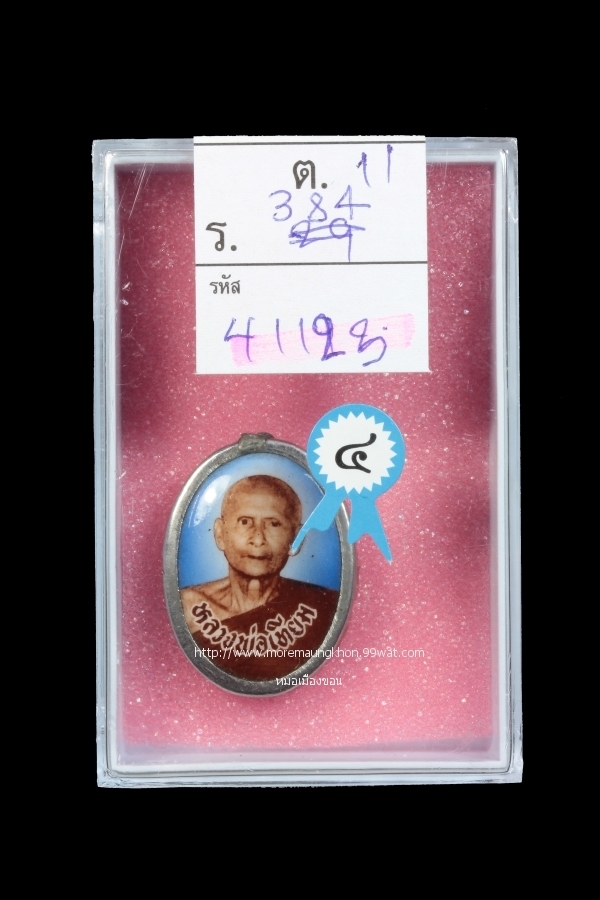 ต. 11
384
ร.
รหัส
๔
หลวงพ่อเทียม
http://www.moremaungkhon.99wat.com
หมอเมืองขอน